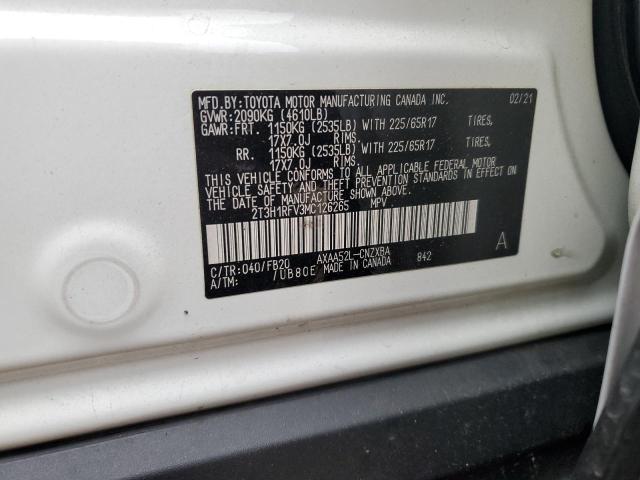 MFD.BY:TOYOTA MOTOR MANUFACTURING CANADA INC. 02/21
GVWR:2090KG (4610LB)
GAWR:FRT. 1150KG (2535LB) WITH 225/65R17 TIRES,
17X7.0J RIMS.
RR. 1150KG (2535LB) WITH 225/65R17 TIRES,
17X7.0J RIMS.
THIS VEHICLE CONFORMS TO ALL APPLICABLE FEDERAL MOTOR
VEHICLE SAFETY AND THEFT PREVENTION STANDARDS IN EFFECT ON
THE DATE OF MANUFACTURE SHOWN ABOVE.
2T3H1RFV3MC126265 MPV
C/TR:040/FB20 AXAA52L-CNZXBA 842 A
A/TM: /UB80E MADE IN CANADA